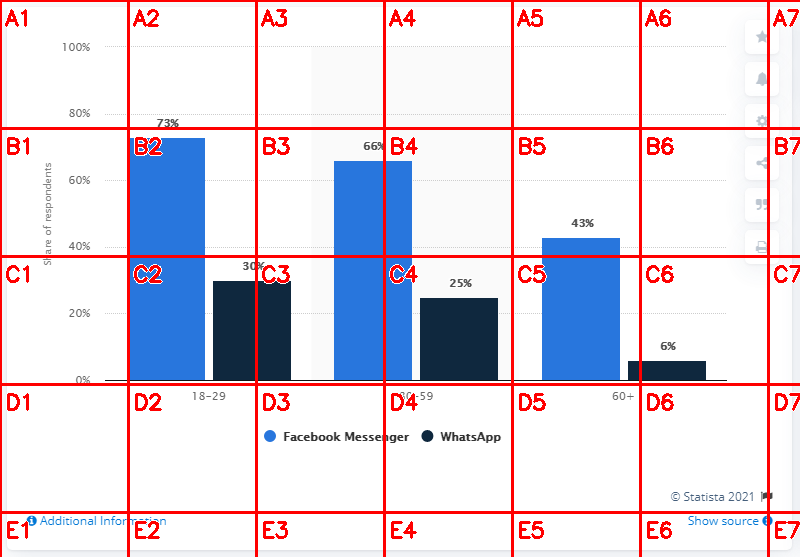 100%
80%
60%
40%
20%
0%
Share of respondents
73%
30%
66%
25%
43%
6%
18-29
30-59
60+
Facebook Messenger
WhatsApp
© Statista 2021
Additional Information
Show source
A1 A2 A3 A4 A5 A6 A7
B1 B2 B3 B4 B5 B6 B7
C1 C2 C3 C4 C5 C6 C7
D1 D2 D3 D4 D5 D6 D7
E1 E2 E3 E4 E5 E6 E7